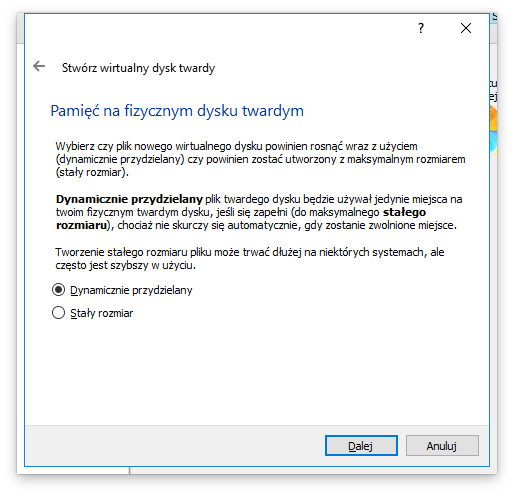 ?
Stwórz wirtualny dysk twardy
Pamięć na fizycznym dysku twardym
Wybierz czy plik nowego wirtualnego dysku powinien rosnąć wraz z użyciem
(dynamicznie przydzielany) czy powinien zostać utworzony z maksymalnym rozmiarem
(stały rozmiar).
Dynamicznie przydzielany plik twardego dysku będzie używał jedynie miejsca na
twoim fizycznym twardym dysku, jeśli się zapełni (do maksymalnego stałego
rozmiaru), chociaż nie skurczy się automatycznie, gdy zostanie zwolnione miejsce.
Tworzenie stałego rozmiaru pliku może trwać dłużej na niektórych systemach, ale
często jest szybszy w użyciu.
Dynamicznie przydzielany
Stały rozmiar
Dalej
Anuluj